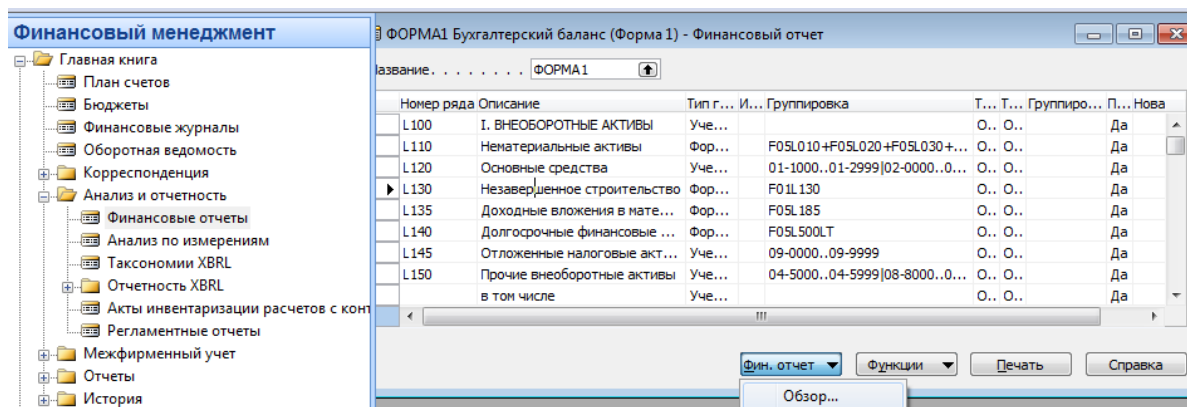 Финансовый менеджмент
Главная книга
План счетов
Бюджеты
Финансовые журналы
Оборотная ведомость
Корреспонденция
Анализ и отчетность
Финансовые отчеты
Анализ по измерениям
Таксономии XBRL
Отчетность XBRL
Акты инвентаризации расчетов с конт
Регламентные отчеты
Межфирменный учет
Отчеты
История
ФОРМА1 Бухгалтерский баланс (Форма 1) - Финансовый отчет
Название. . . . . . . . ФОРМА1
Номер ряда Описание Тип г... И... Группировка Т... Т... Группиро... П... Нова
L100 I. ВНЕОБОРОТНЫЕ АКТИВЫ Уче... О.. О.. Да
L110 Нематериальные активы Фор... F05L010+F05L020+F05L030+... О.. О.. Да
L120 Основные средства Уче... 01-1000..01-2999|02-0000..0... О.. О.. Да
L130 Незавершенное строительство Фор... F01L130 О.. О.. Да
L135 Доходные вложения в мате... Фор... F05L185 О.. О.. Да
L140 Долгосрочные финансовые ... Фор... F05L500LT О.. О.. Да
L145 Отложенные налоговые акт... Уче... 09-0000..09-9999 О.. О.. Да
L150 Прочие внеоборотные активы Уче... 04-5000..04-5999|08-8000..0... О.. О.. Да
в том числе Уче... О.. О.. Да
Фин. отчет Функции Печать Справка
Обзор...